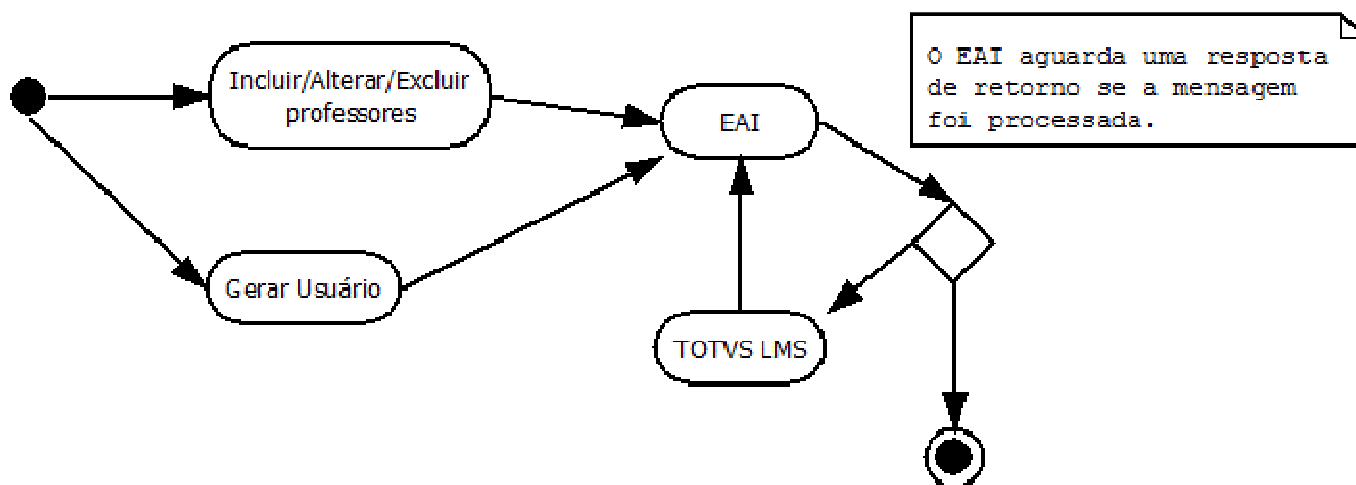 Incluir/Alterar/Excluir
professores
EAI
O EAI aguarda uma resposta
de retorno se a mensagem
foi processada.
Gerar Usuário
TOTVS LMS